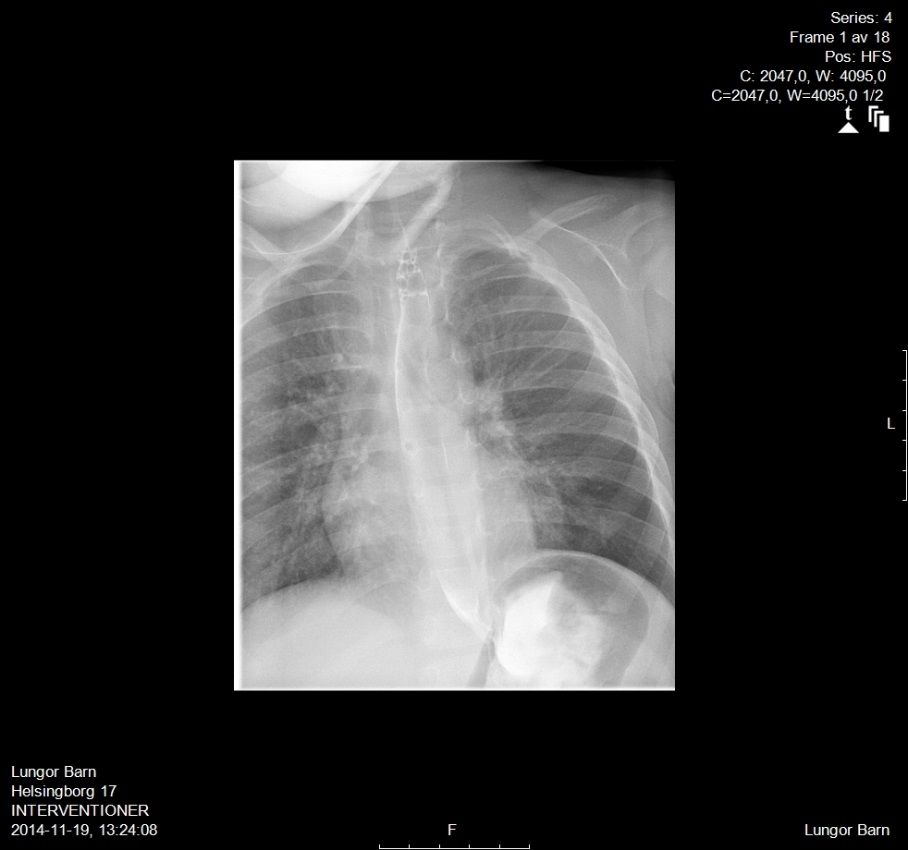 Series: 4
Frame 1 av 18
Pos: HFS
C: 2047,0, W: 4095,0
C=2047,0, W=4095,0 1/2
t
L
Lungor Barn
Helsingborg 17
INTERVENTIONER
2014-11-19, 13:24:08
F
Lungor Barn